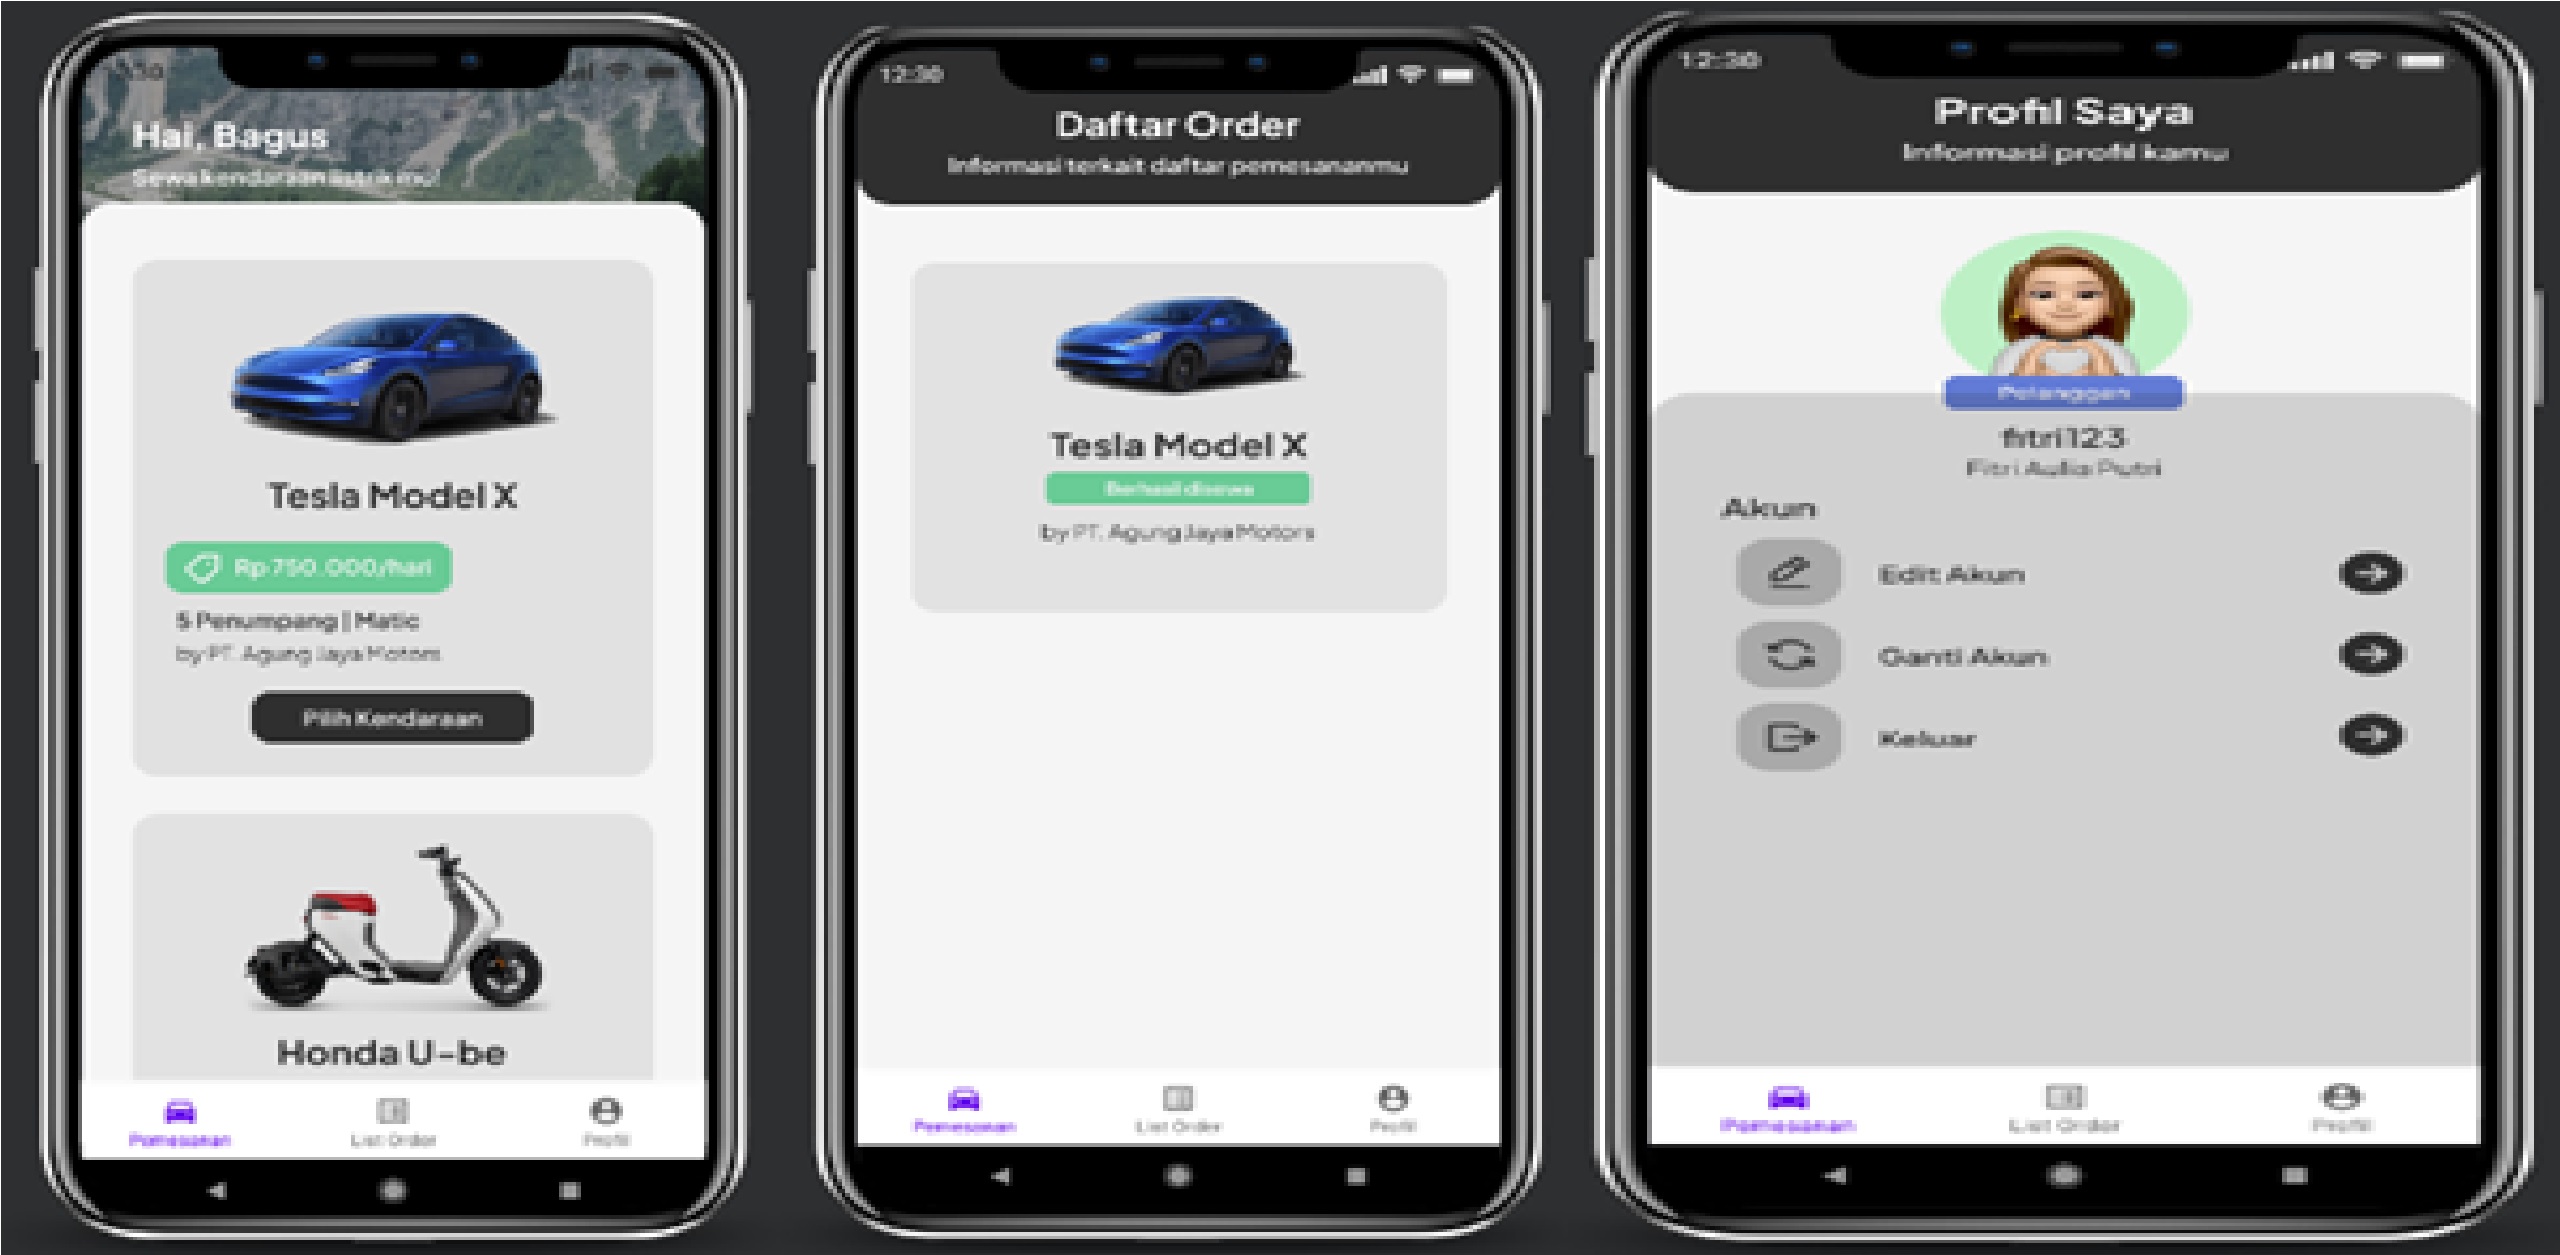 Hai, Bagus
Sewa kendaraan listrik mu!
Tesla Model X
Rp 750.000/hari
5 Penumpang | Matic
by PT. Agung Jaya Motors
Pilih Kendaraan
Honda U-be
Pemesanan
List Order
Profil
12:30
Daftar Order
Informasi terkait daftar pemesananmu
Tesla Model X
Berhasil disewa
by PT. Agung Jaya Motors
Pemesanan
List Order
Profil
12:30
Profil Saya
Informasi profil kamu
Pelanggan
fitri123
Fitri Aulia Putri
Akun
Edit Akun
Ganti Akun
Keluar
Pemesanan
List Order
Profil